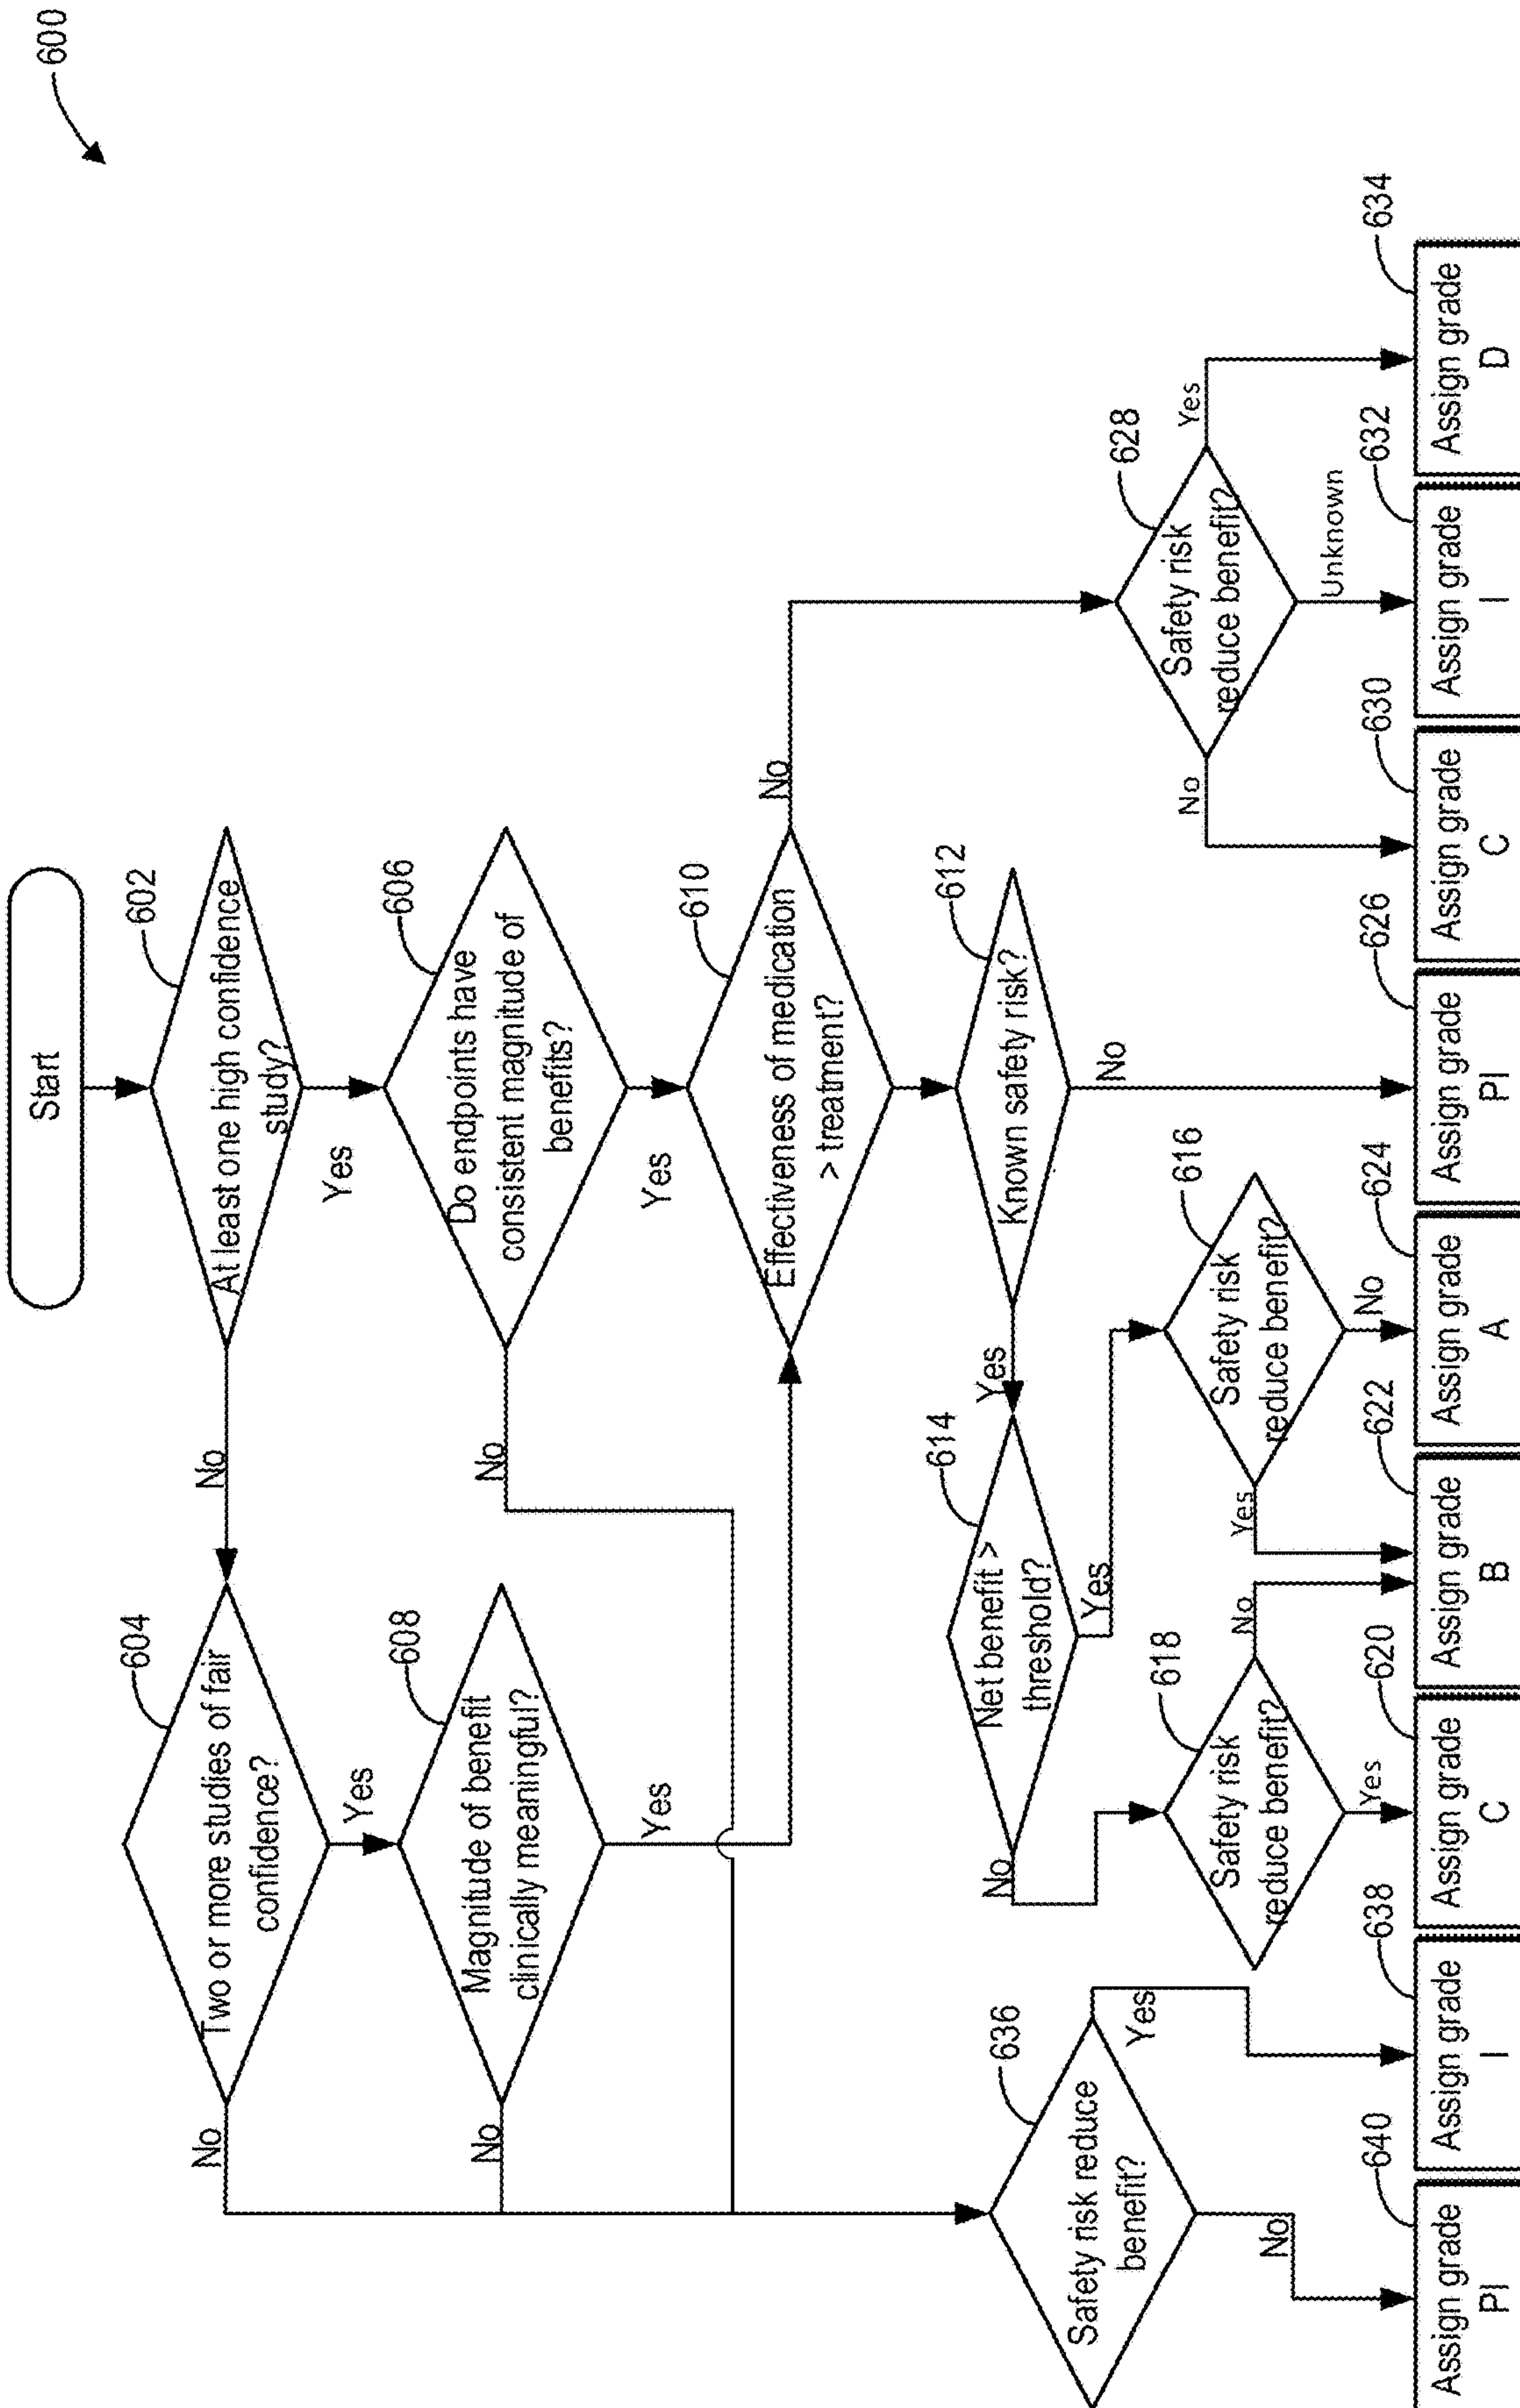 600
Start
602
At least one high confidence
study?
No
Yes
604
Two or more studies of fair
confidence?
No
Yes
606
Do endpoints have
consistent magnitude of
benefits?
No
Yes
608
Magnitude of benefit
clinically meaningful?
No
Yes
610
Effectiveness of medication
> treatment?
No
612
Known safety risk?
Yes
No
614
Net benefit >
threshold?
No
Yes
636
Safety risk reduce
benefit?
No
Yes
618
Safety risk
reduce benefit?
No
Yes
616
Safety risk
reduce benefit?
Yes
No
628
Safety risk
reduce benefit?
No
Unknown
Yes
640
Assign grade
PI
638
Assign grade
I
620
Assign grade
C
622
Assign grade
B
624
Assign grade
A
626
Assign grade
PI
630
Assign grade
C
632
Assign grade
I
634
Assign grade
D